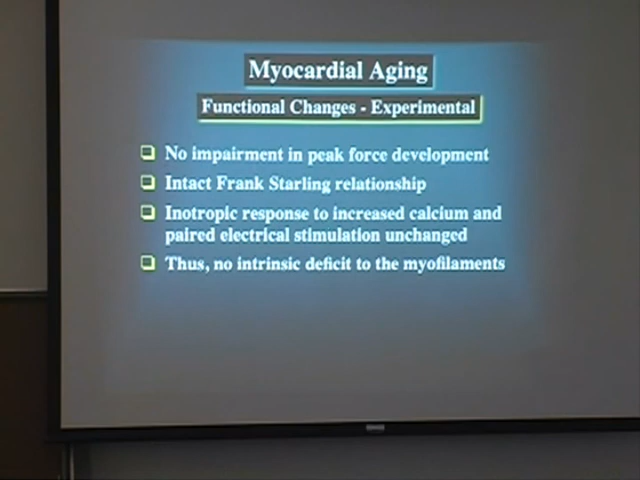 Myocardial Aging
Functional Changes - Experimental
No impairment in peak force development
Intact Frank Starling relationship
Inotropic response to increased calcium and
paired electrical stimulation unchanged
Thus, no intrinsic deficit to the myofilaments